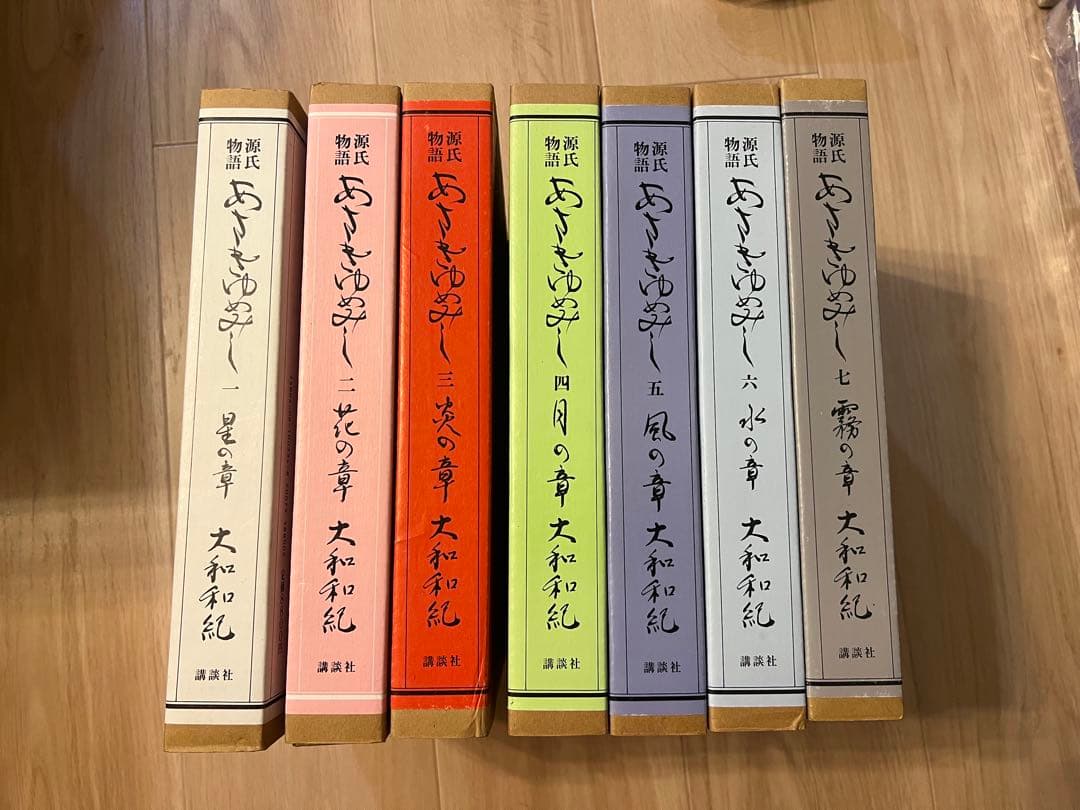 源氏物語
あさきゆめみし
一
星の章
大和和紀
講談社
源氏物語
あさきゆめみし
二
花の章
大和和紀
講談社
源氏物語
あさきゆめみし
三
炎の章
大和和紀
講談社
源氏物語
あさきゆめみし
四
月の章
大和和紀
講談社
源氏物語
あさきゆめみし
五
風の章
大和和紀
講談社
源氏物語
あさきゆめみし
六
水の章
大和和紀
講談社
源氏物語
あさきゆめみし
七
霧の章
大和和紀
講談社